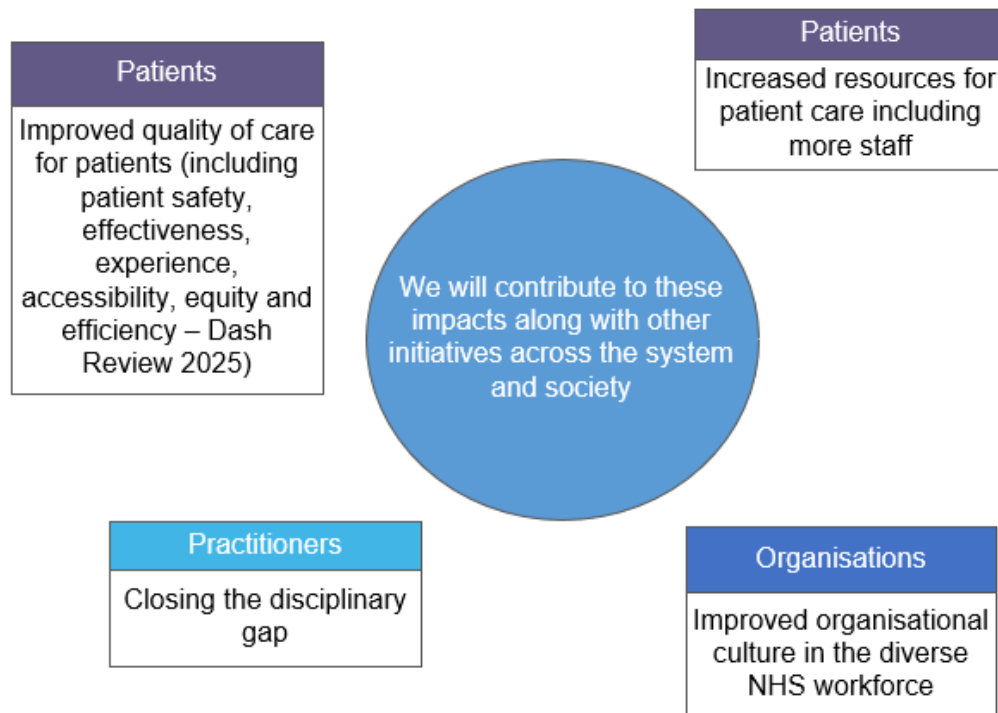 Patients
Improved quality of care
for patients (including
patient safety,
effectiveness,
experience,
accessibility, equity and
efficiency – Dash
Review 2025)
Patients
Increased resources for
patient care including
more staff
We will contribute to these
impacts along with other
initiatives across the system
and society
Practitioners
Closing the disciplinary
gap
Organisations
Improved organisational
culture in the diverse
NHS workforce